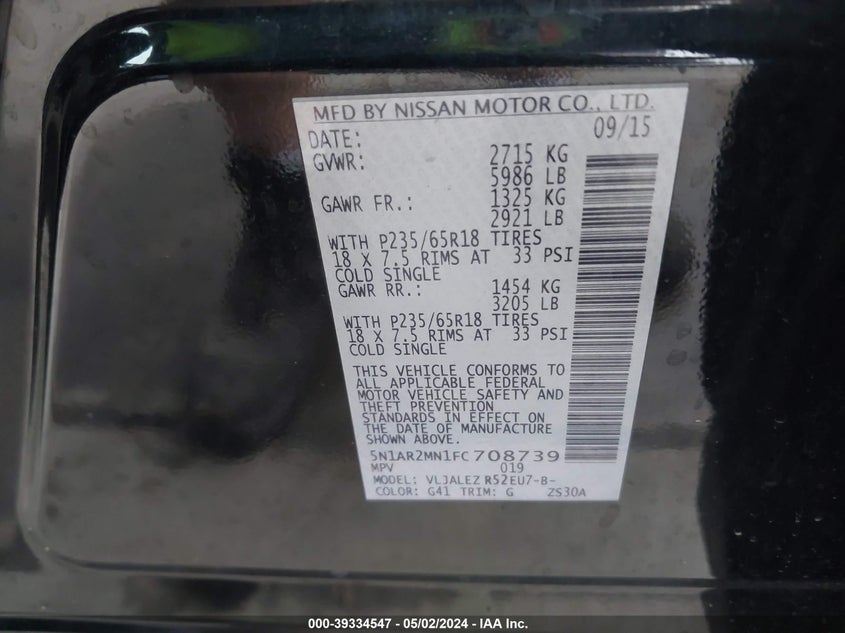 MFD BY NISSAN MOTOR CO., LTD.
DATE: 09/15
GVWR: 2715 KG
5986 LB
GAWR FR.: 1325 KG
2921 LB
WITH P235/65R18 TIRES
18 X 7.5 RIMS AT 33 PSI
COLD SINGLE
GAWR RR.: 1454 KG
3205 LB
WITH P235/65R18 TIRES
18 X 7.5 RIMS AT 33 PSI
COLD SINGLE
THIS VEHICLE CONFORMS TO
ALL APPLICABLE FEDERAL
MOTOR VEHICLE SAFETY AND
THEFT PREVENTION
STANDARDS IN EFFECT ON
THE DATE OF MANUFACTURE
SHOWN ABOVE.
5N1AR2MN1FC708739
MPV 019
MODEL: VLJALEZ R52EU7-B-
COLOR: G41 TRIM: G ZS30A
000-39334547 - 05/02/2024 - IAA Inc.